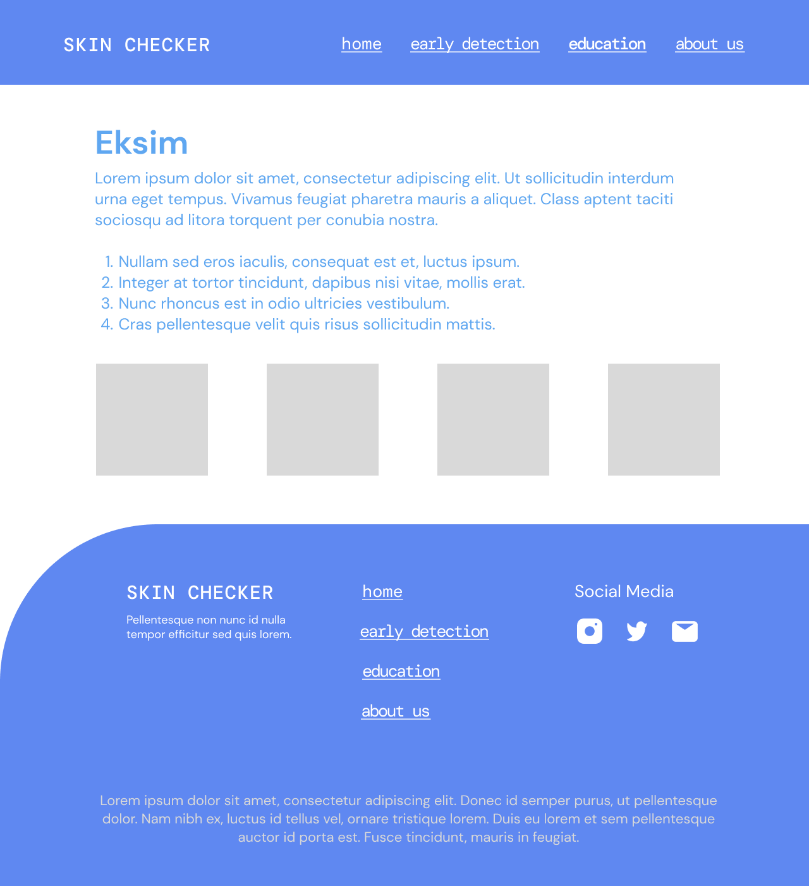 SKIN CHECKER home early detection education about us
Eksim
Lorem ipsum dolor sit amet, consectetur adipiscing elit. Ut sollicitudin interdum
urna eget tempus. Vivamus feugiat pharetra mauris a aliquet. Class aptent taciti
sociosqu ad litora torquent per conubia nostra.
1. Nullam sed eros iaculis, consequat est et, luctus ipsum.
2. Integer at tortor tincidunt, dapibus nisi vitae, mollis erat.
3. Nunc rhoncus est in odio ultricies vestibulum.
4. Cras pellentesque velit quis risus sollicitudin mattis.
SKIN CHECKER
Pellentesque non nunc id nulla
tempor efficitur sed quis lorem.
home
early detection
education
about us
Social Media
Lorem ipsum dolor sit amet, consectetur adipiscing elit. Donec id semper purus, ut pellentesque
dolor. Nam nibh ex, luctus id tellus vel, ornare tristique lorem. Duis eu lorem et sem pellentesque
auctor id porta est. Fusce tincidunt, mauris in feugiat.